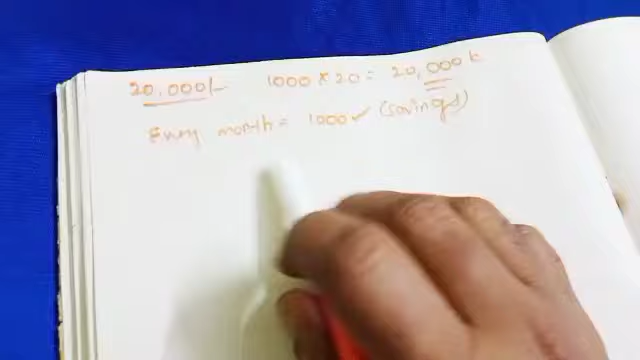 20,000/- 1000 × 20 = 20,000 k
Every month = 1000 ✓ (savings)